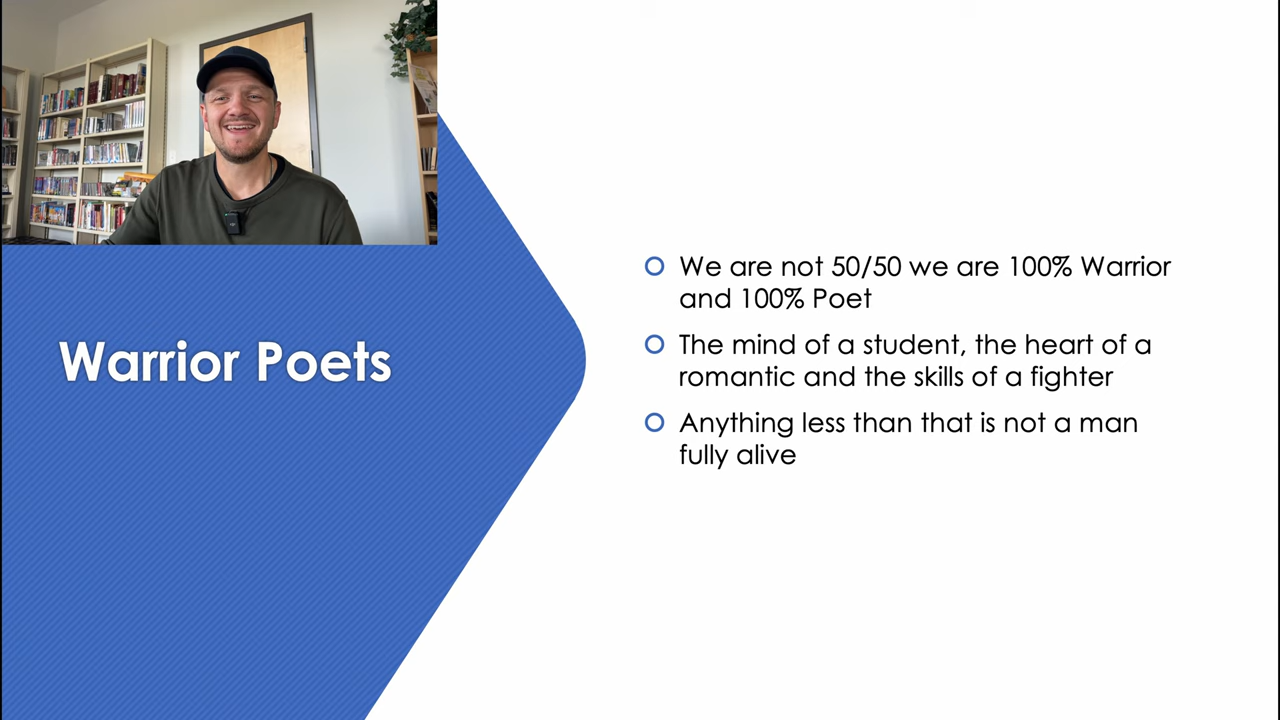 Warrior Poets
We are not 50/50 we are 100% Warrior
and 100% Poet
The mind of a student, the heart of a
romantic and the skills of a fighter
Anything less than that is not a man
fully alive